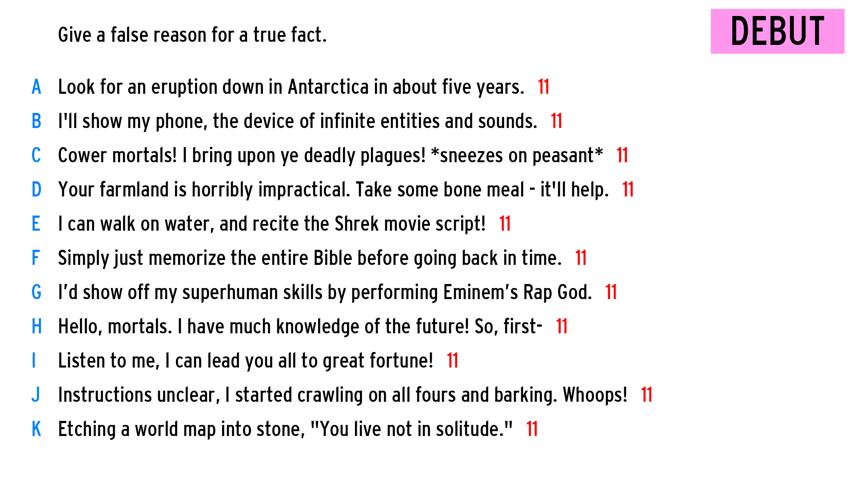 Give a false reason for a true fact.
DEBUT
A Look for an eruption down in Antarctica in about five years. 11
B I'll show my phone, the device of infinite entities and sounds. 11
C Cower mortals! I bring upon ye deadly plagues! *sneezes on peasant* 11
D Your farmland is horribly impractical. Take some bone meal - it'll help. 11
E I can walk on water, and recite the Shrek movie script! 11
F Simply just memorize the entire Bible before going back in time. 11
G I’d show off my superhuman skills by performing Eminem’s Rap God. 11
H Hello, mortals. I have much knowledge of the future! So, first- 11
I Listen to me, I can lead you all to great fortune! 11
J Instructions unclear, I started crawling on all fours and barking. Whoops! 11
K Etching a world map into stone, "You live not in solitude." 11